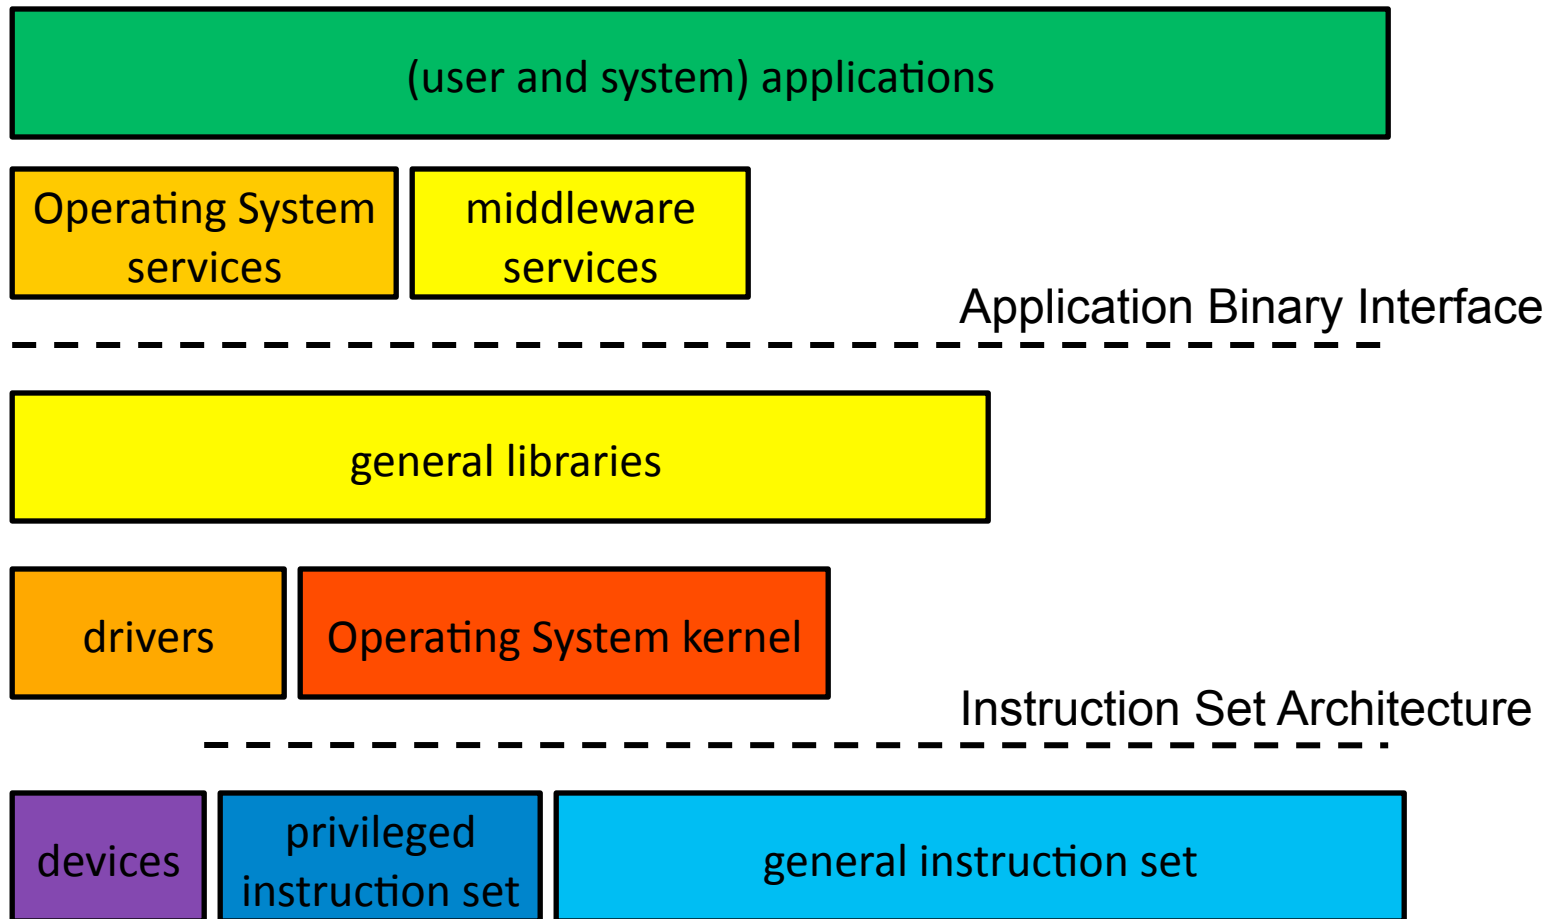 (user and system) applications
Operating System
services
middleware
services
Application Binary Interface
general libraries
drivers
Operating System kernel
Instruction Set Architecture
devices
privileged
instruction set
general instruction set